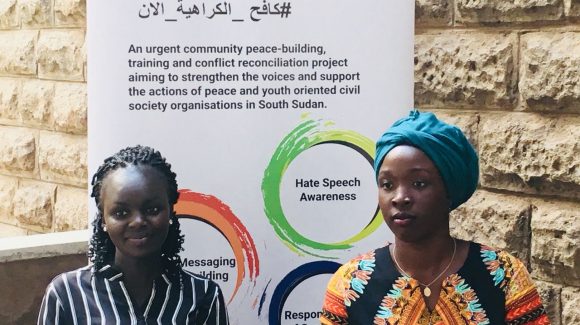 #كافح_الكراهية_الان
An urgent community peace-building,
training and conflict reconciliation project
aiming to strengthen the voices and support
the actions of peace and youth oriented civil
society organisations in South Sudan.
Hate Speech
Awareness
Messaging